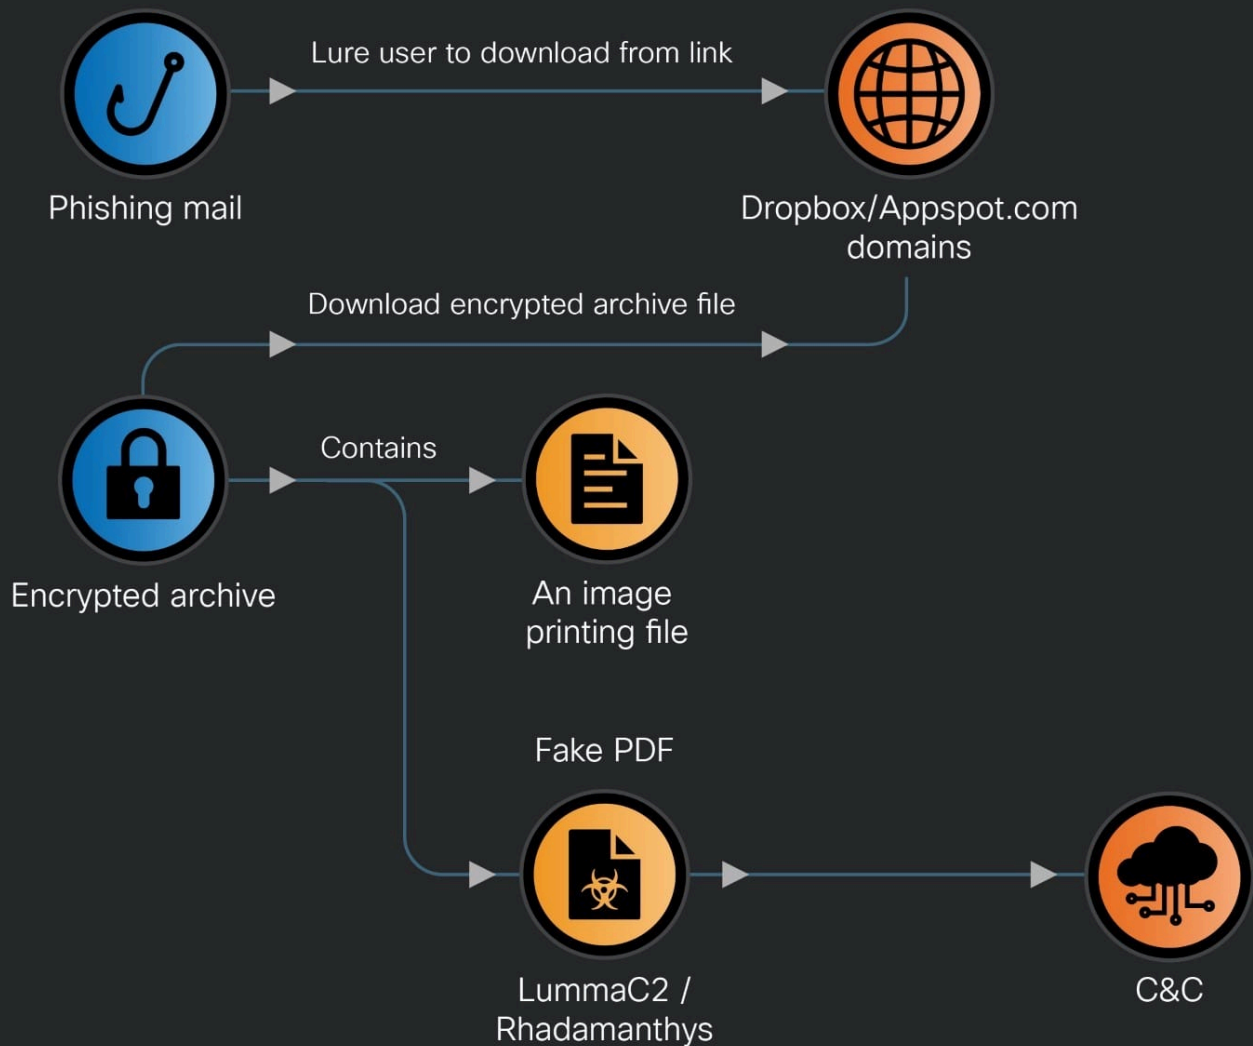 Lure user to download from link
Phishing mail
Dropbox/Appspot.com
domains
Download encrypted archive file
Contains
Encrypted archive
An image
printing file
Fake PDF
LummaC2 /
Rhadamanthys
C&C